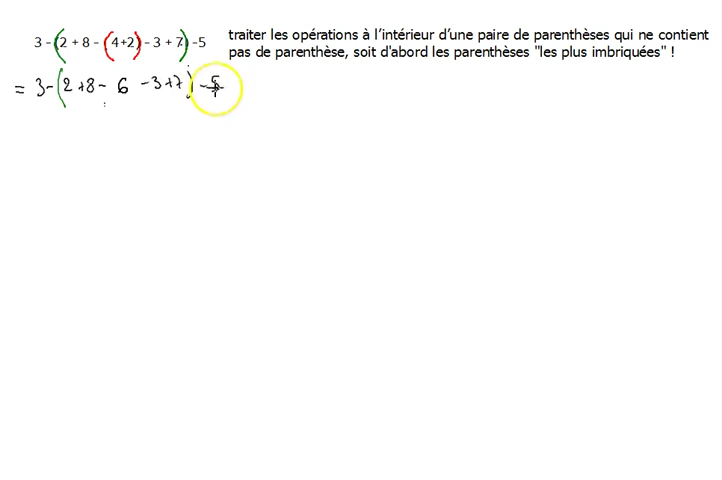 3 - (2 + 8 - (4+2) - 3 + 7) -5
traiter les opérations à l'intérieur d'une paire de parenthèses qui ne contient
pas de parenthèse, soit d'abord les parenthèses "les plus imbriquées" !
= 3-(2+8- 6 -3+7) -5